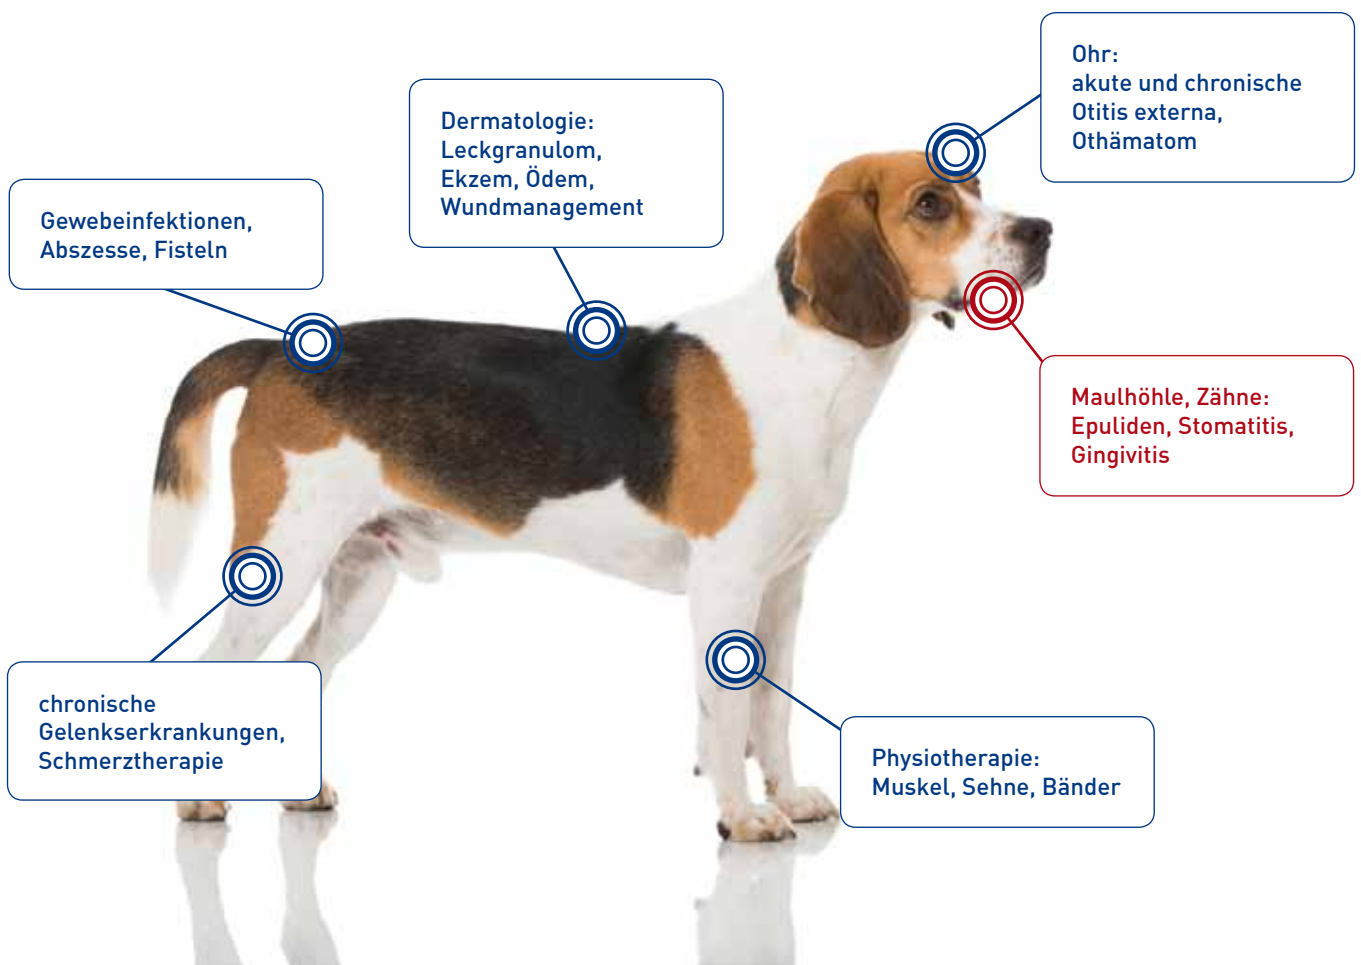 Ohr:
akute und chronische
Otitis externa,
Othämatom
Dermatologie:
Leckgranulom,
Ekzem, Ödem,
Wundmanagement
Gewebeinfektionen,
Abszesse, Fisteln
Maulhöhle, Zähne:
Epuliden, Stomatitis,
Gingivitis
chronische
Gelenkserkrankungen,
Schmerztherapie
Physiotherapie:
Muskel, Sehne, Bänder